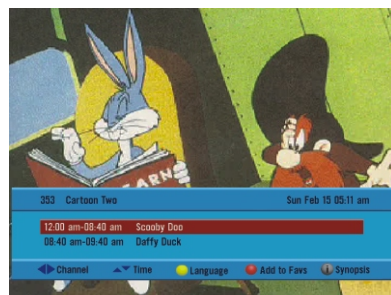 EARN
353 Cartoon Two Sun Feb 15 05:11 am
12:00 am-08:40 am Scooby Doo
08:40 am-09:40 am Daffy Duck
Channel Time Language Add to Favs Synopsis